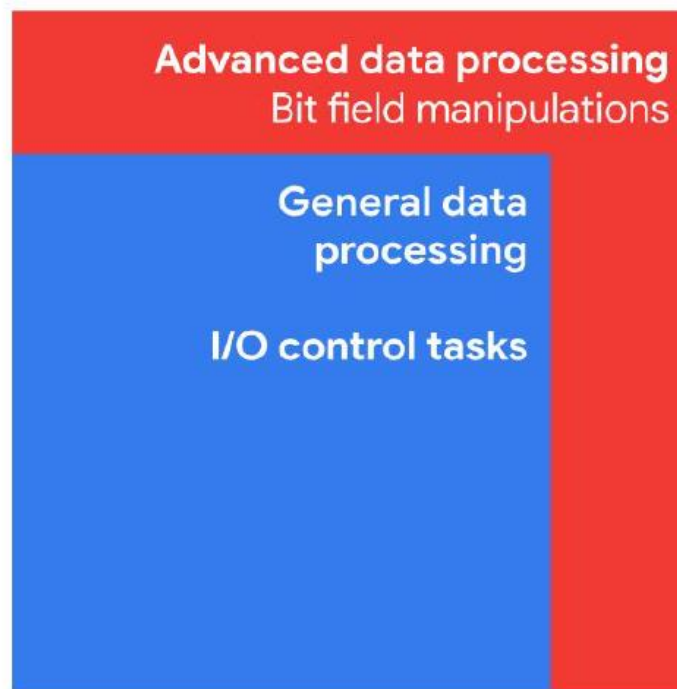 Advanced data processing
Bit field manipulations
General data
processing
I/O control tasks